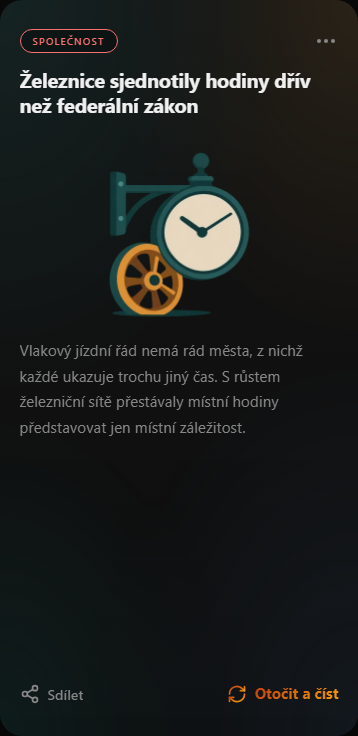 SPOLEČNOST
Železnice sjednotily hodiny dřív
než federální zákon
Vlakový jízdní řád nemá rád města, z nichž
každé ukazuje trochu jiný čas. S růstem
železniční sítě přestávaly místní hodiny
představovat jen místní záležitost.
Sdílet
Otočit a číst